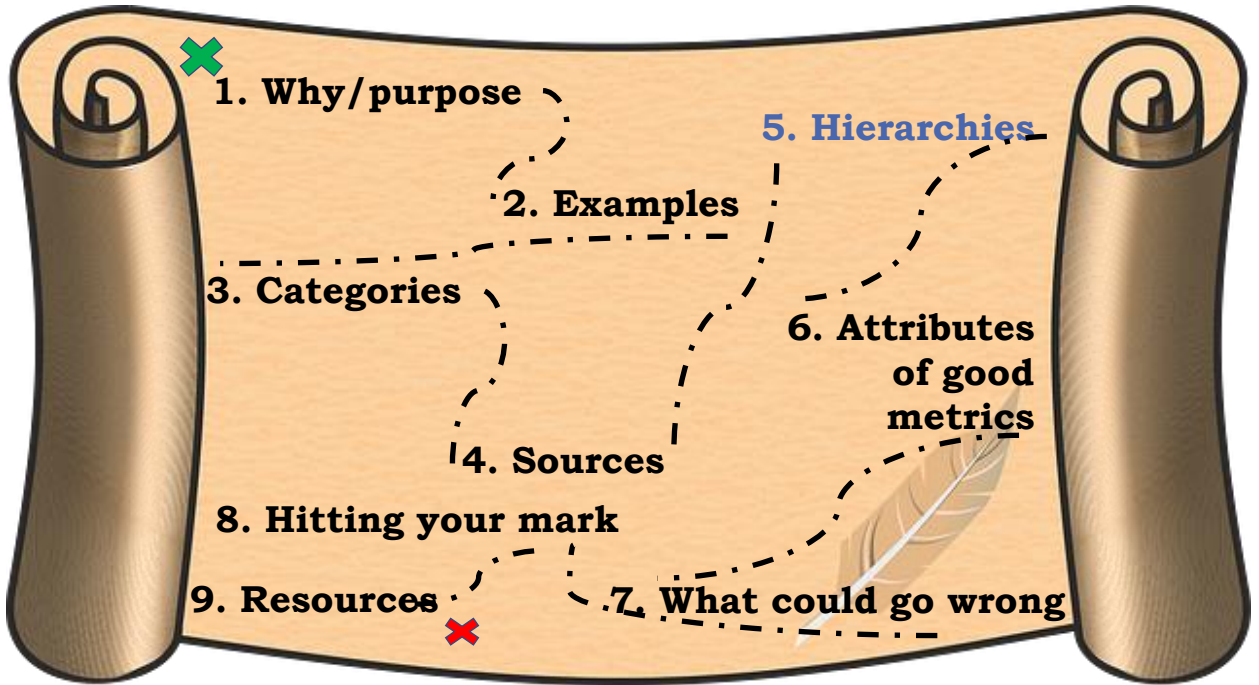 1. Why/purpose
2. Examples
3. Categories
4. Sources
5. Hierarchies
6. Attributes
of good
metrics
7. What could go wrong
8. Hitting your mark
9. Resources